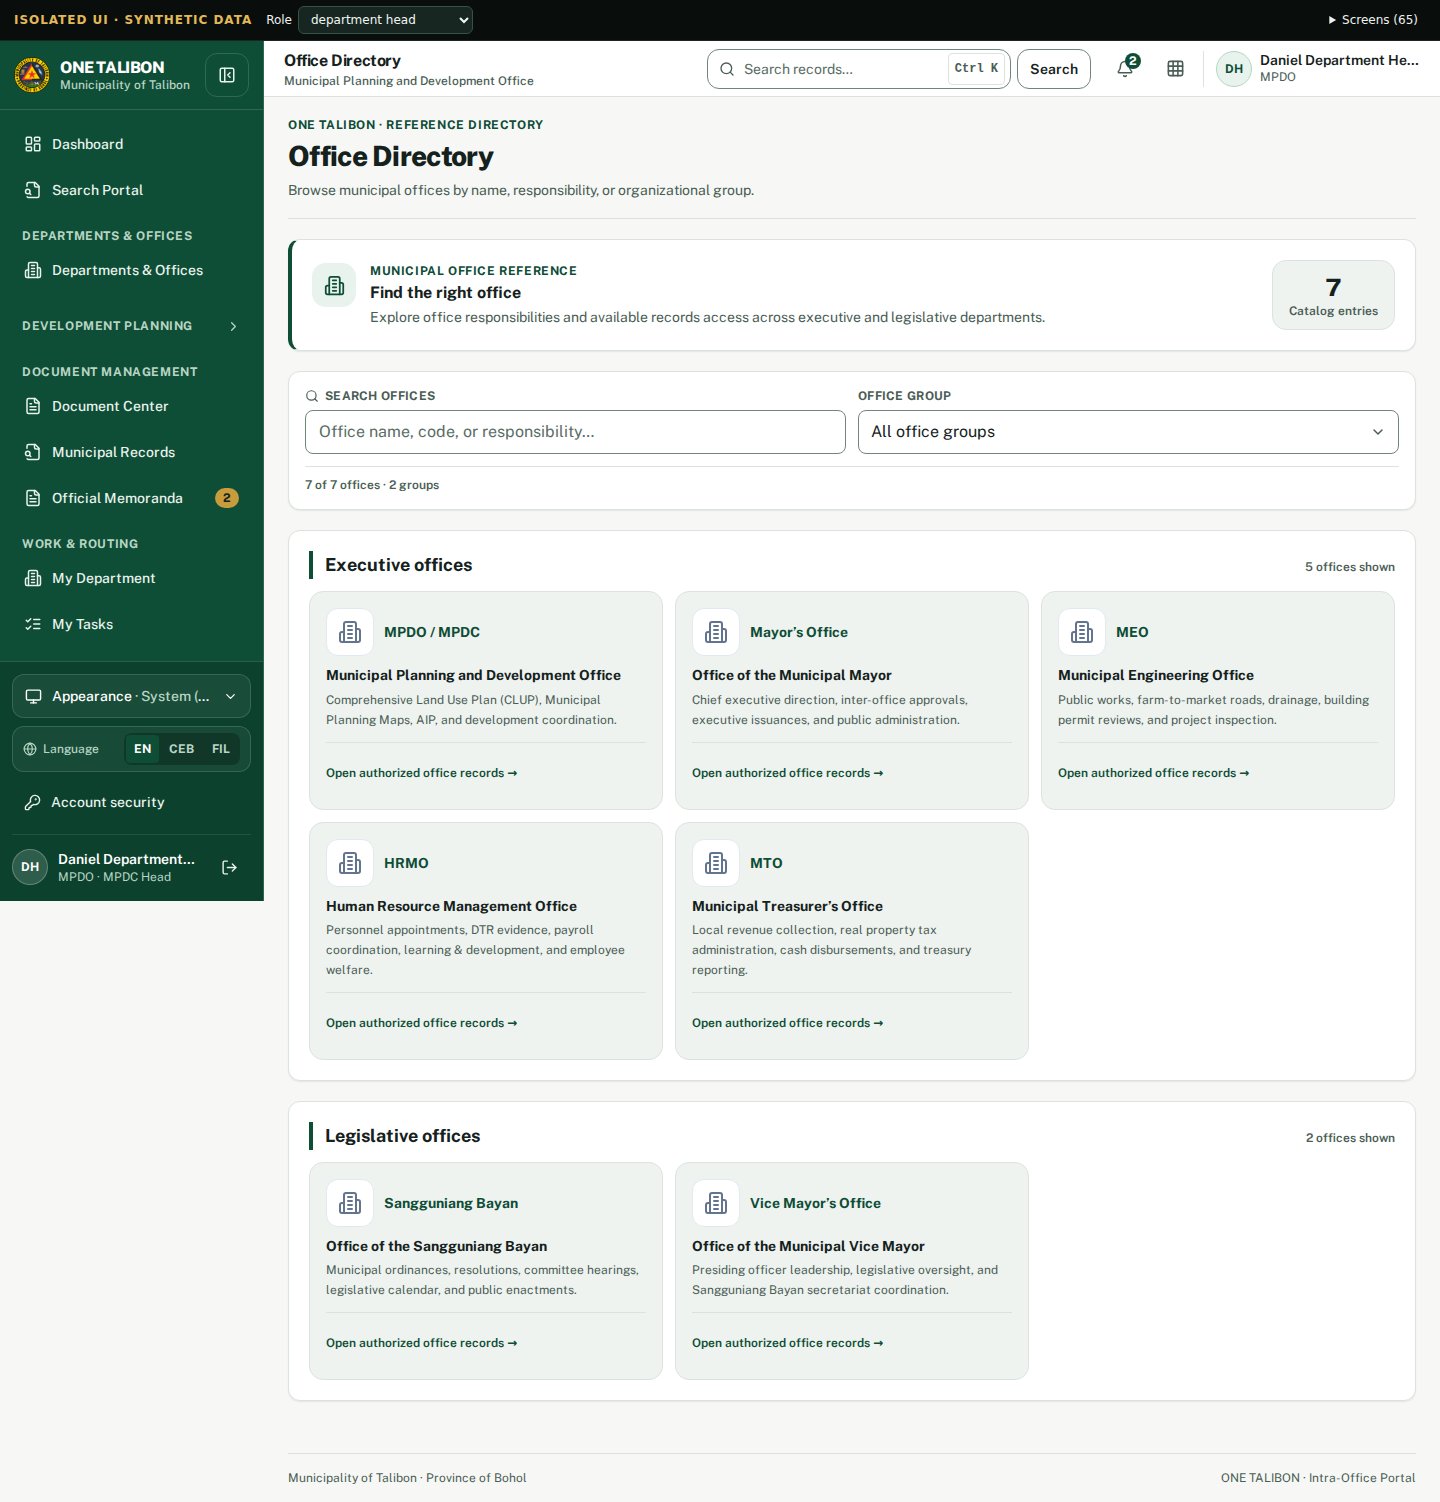 ISOLATED UI · SYNTHETIC DATA
Role
department head
Screens (65)
ONE TALIBON
Municipality of Talibon
Dashboard
Search Portal
DEPARTMENTS & OFFICES
Departments & Offices
DEVELOPMENT PLANNING
DOCUMENT MANAGEMENT
Document Center
Municipal Records
Official Memoranda
2
WORK & ROUTING
My Department
My Tasks
Appearance · System (...
Language
EN
CEB
FIL
Account security
DH
Daniel Department...
MPDO · MPDC Head
Office Directory
Municipal Planning and Development Office
Search records...
Ctrl K
Search
2
DH
Daniel Department He...
MPDO
ONE TALIBON · REFERENCE DIRECTORY
Office Directory
Browse municipal offices by name, responsibility, or organizational group.
MUNICIPAL OFFICE REFERENCE
Find the right office
Explore office responsibilities and available records access across executive and legislative departments.
7
Catalog entries
SEARCH OFFICES
Office name, code, or responsibility...
OFFICE GROUP
All office groups
7 of 7 offices · 2 groups
Executive offices
5 offices shown
MPDO / MPDC
Municipal Planning and Development Office
Comprehensive Land Use Plan (CLUP), Municipal
Planning Maps, AIP, and development coordination.
Open authorized office records →
Mayor's Office
Office of the Municipal Mayor
Chief executive direction, inter-office approvals,
executive issuances, and public administration.
Open authorized office records →
MEO
Municipal Engineering Office
Public works, farm-to-market roads, drainage, building
permit reviews, and project inspection.
Open authorized office records →
HRMO
Human Resource Management Office
Personnel appointments, DTR evidence, payroll
coordination, learning & development, and employee
welfare.
Open authorized office records →
MTO
Municipal Treasurer's Office
Local revenue collection, real property tax
administration, cash disbursements, and treasury
reporting.
Open authorized office records →
Legislative offices
2 offices shown
Sangguniang Bayan
Office of the Sangguniang Bayan
Municipal ordinances, resolutions, committee hearings,
legislative calendar, and public enactments.
Open authorized office records →
Vice Mayor's Office
Office of the Municipal Vice Mayor
Presiding officer leadership, legislative oversight, and
Sangguniang Bayan secretariat coordination.
Open authorized office records →
Municipality of Talibon · Province of Bohol
ONE TALIBON · Intra-Office Portal